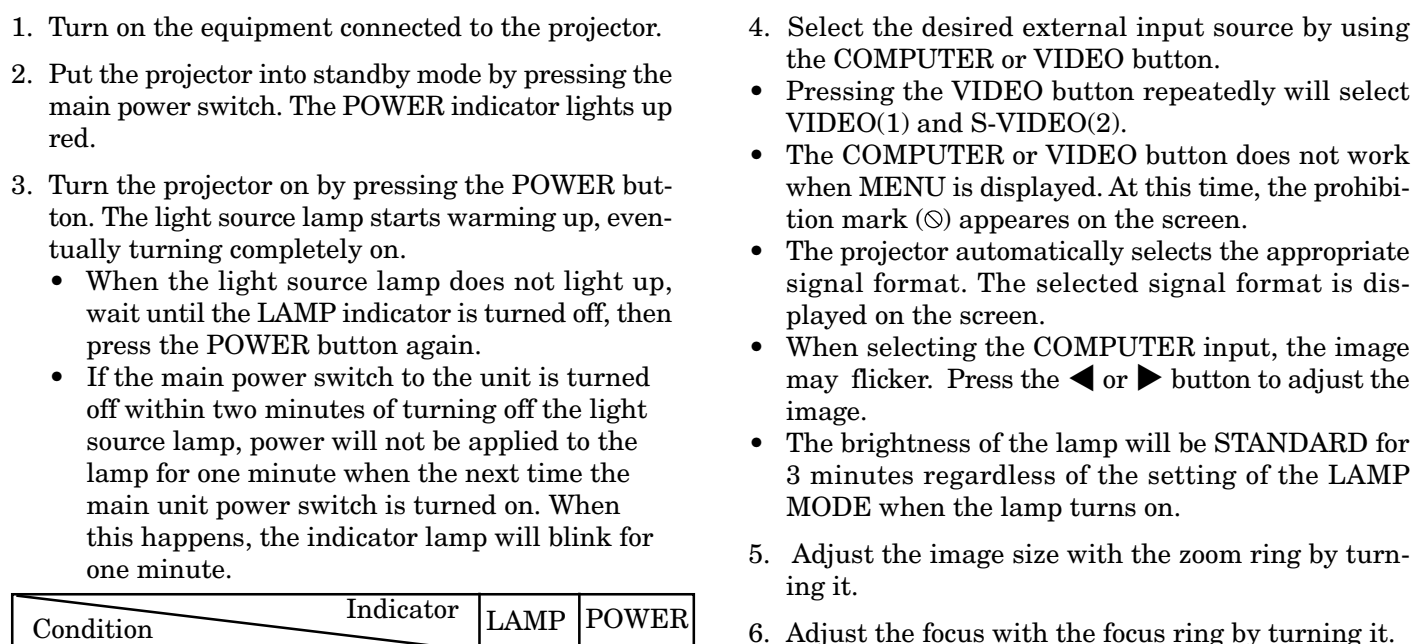 1. Turn on the equipment connected to the projector.
2. Put the projector into standby mode by pressing the
main power switch. The POWER indicator lights up
red.
3. Turn the projector on by pressing the POWER but-
ton. The light source lamp starts warming up, even-
tually turning completely on.
• When the light source lamp does not light up,
wait until the LAMP indicator is turned off, then
press the POWER button again.
• If the main power switch to the unit is turned
off within two minutes of turning off the light
source lamp, power will not be applied to the
lamp for one minute when the next time the
main unit power switch is turned on. When
this happens, the indicator lamp will blink for
one minute.
Indicator LAMP POWER
Condition
4. Select the desired external input source by using
the COMPUTER or VIDEO button.
• Pressing the VIDEO button repeatedly will select
VIDEO(1) and S-VIDEO(2).
• The COMPUTER or VIDEO button does not work
when MENU is displayed. At this time, the prohibi-
tion mark (⃠) appeares on the screen.
• The projector automatically selects the appropriate
signal format. The selected signal format is dis-
played on the screen.
• When selecting the COMPUTER input, the image
may flicker. Press the ◀ or ▶ button to adjust the
image.
• The brightness of the lamp will be STANDARD for
3 minutes regardless of the setting of the LAMP
MODE when the lamp turns on.
5. Adjust the image size with the zoom ring by turn-
ing it.
6. Adjust the focus with the focus ring by turning it.